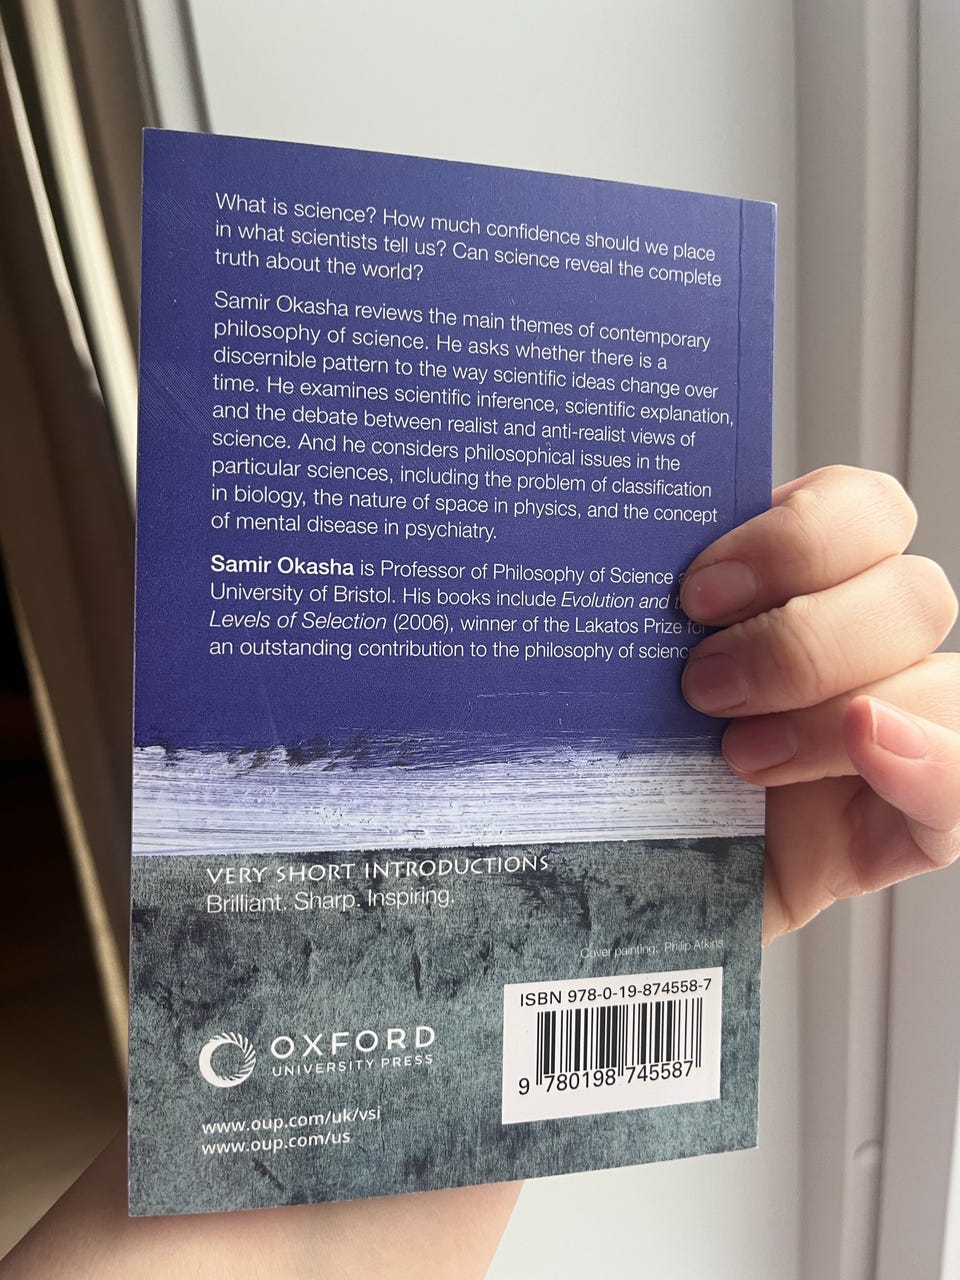 What is science? How much confidence should we place
in what scientists tell us? Can science reveal the complete
truth about the world?
Samir Okasha reviews the main themes of contemporary
philosophy of science. He asks whether there is a
discernible pattern to the way scientific ideas change over
time. He examines scientific inference, scientific explanation,
and the debate between realist and anti-realist views of
science. And he considers philosophical issues in the
particular sciences, including the problem of classification
in biology, the nature of space in physics, and the concept
of mental disease in psychiatry.
Samir Okasha is Professor of Philosophy of Science
University of Bristol. His books include Evolution and
Levels of Selection (2006), winner of the Lakatos Prize for
an outstanding contribution to the philosophy of science
VERY SHORT INTRODUCTIONS
Brilliant. Sharp. Inspiring.
Cover painting: Philip Atkins
ISBN 978-0-19-874558-7
9 780198 745587
OXFORD
UNIVERSITY PRESS
www.oup.com/uk/vsi
www.oup.com/us